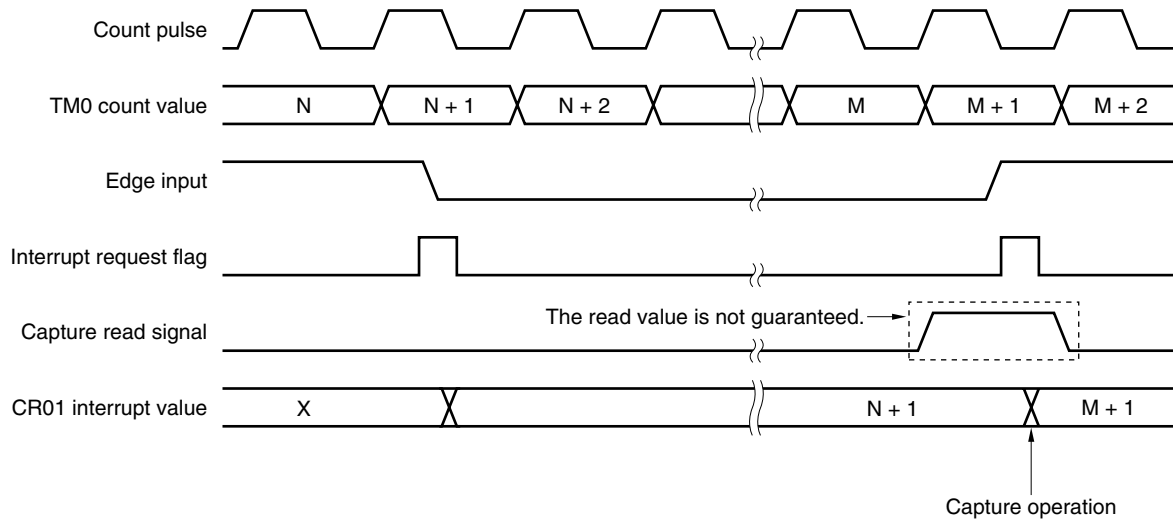 Count pulse
TM0 count value
N
N + 1
N + 2
M
M + 1
M + 2
Edge input
Interrupt request flag
Capture read signal
The read value is not guaranteed.
CR01 interrupt value
X
N + 1
M + 1
Capture operation